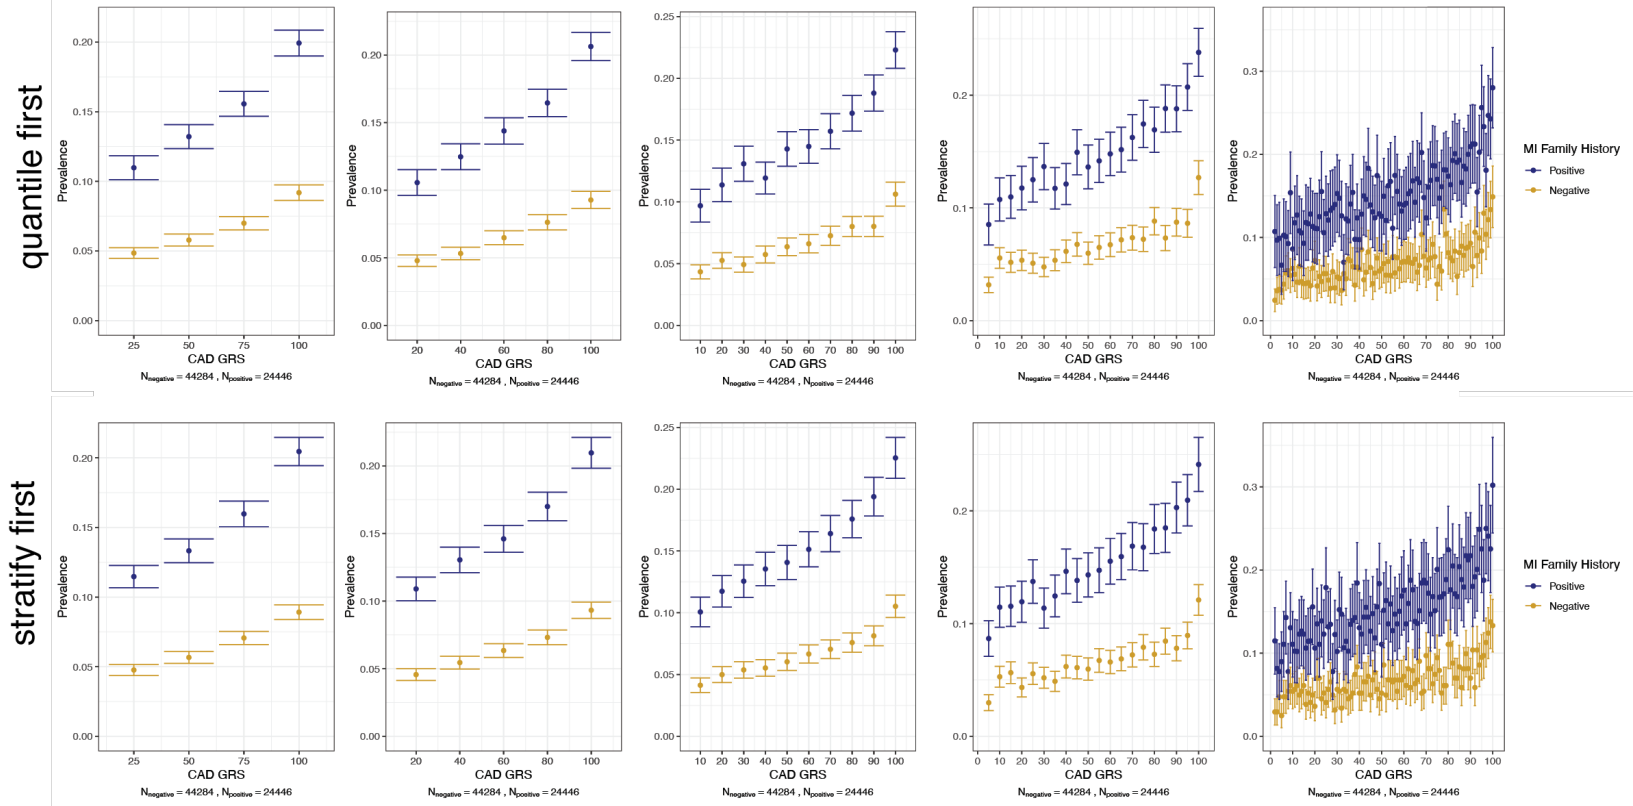 quantile first
Prevalence
0.20
0.15
0.10
0.05
0.00
25 50 75 100
CAD GRS
Nnegative = 44284 , Npositive = 24446
Prevalence
0.20
0.15
0.10
0.05
0.00
20 40 60 80 100
CAD GRS
Nnegative = 44284 , Npositive = 24446
Prevalence
0.25
0.20
0.15
0.10
0.05
0.00
10 20 30 40 50 60 70 80 90 100
CAD GRS
Nnegative = 44284 , Npositive = 24446
Prevalence
0.2
0.1
0.0
0 10 20 30 40 50 60 70 80 90 100
CAD GRS
Nnegative = 44284 , Npositive = 24446
Prevalence
0.3
0.2
0.1
0.0
0 10 20 30 40 50 60 70 80 90 100
CAD GRS
Nnegative = 44284 , Npositive = 24446
MI Family History
Positive
Negative
stratify first
Prevalence
0.20
0.15
0.10
0.05
0.00
25 50 75 100
CAD GRS
Nnegative = 44284 , Npositive = 24446
Prevalence
0.20
0.15
0.10
0.05
0.00
20 40 60 80 100
CAD GRS
Nnegative = 44284 , Npositive = 24446
Prevalence
0.25
0.20
0.15
0.10
0.05
0.00
10 20 30 40 50 60 70 80 90 100
CAD GRS
Nnegative = 44284 , Npositive = 24446
Prevalence
0.2
0.1
0.0
0 10 20 30 40 50 60 70 80 90 100
CAD GRS
Nnegative = 44284 , Npositive = 24446
Prevalence
0.3
0.2
0.1
0.0
0 10 20 30 40 50 60 70 80 90 100
CAD GRS
Nnegative = 44284 , Npositive = 24446
MI Family History
Positive
Negative